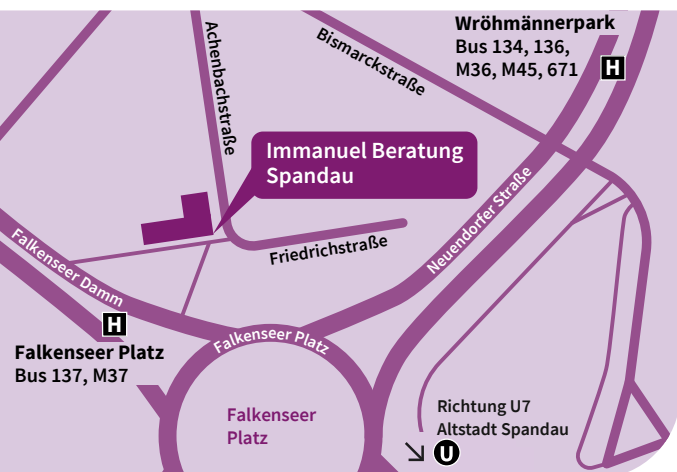 Wröhmännerpark
Bus 134, 136,
M36, M45, 671
H
Achenbachstraße
Bismarckstraße
Immanuel Beratung
Spandau
Neuendorfer Straße
Friedrichstraße
Falkenseer Damm
H
Falkenseer Platz
Bus 137, M37
Falkenseer Platz
Falkenseer
Platz
Richtung U7
Altstadt Spandau
U